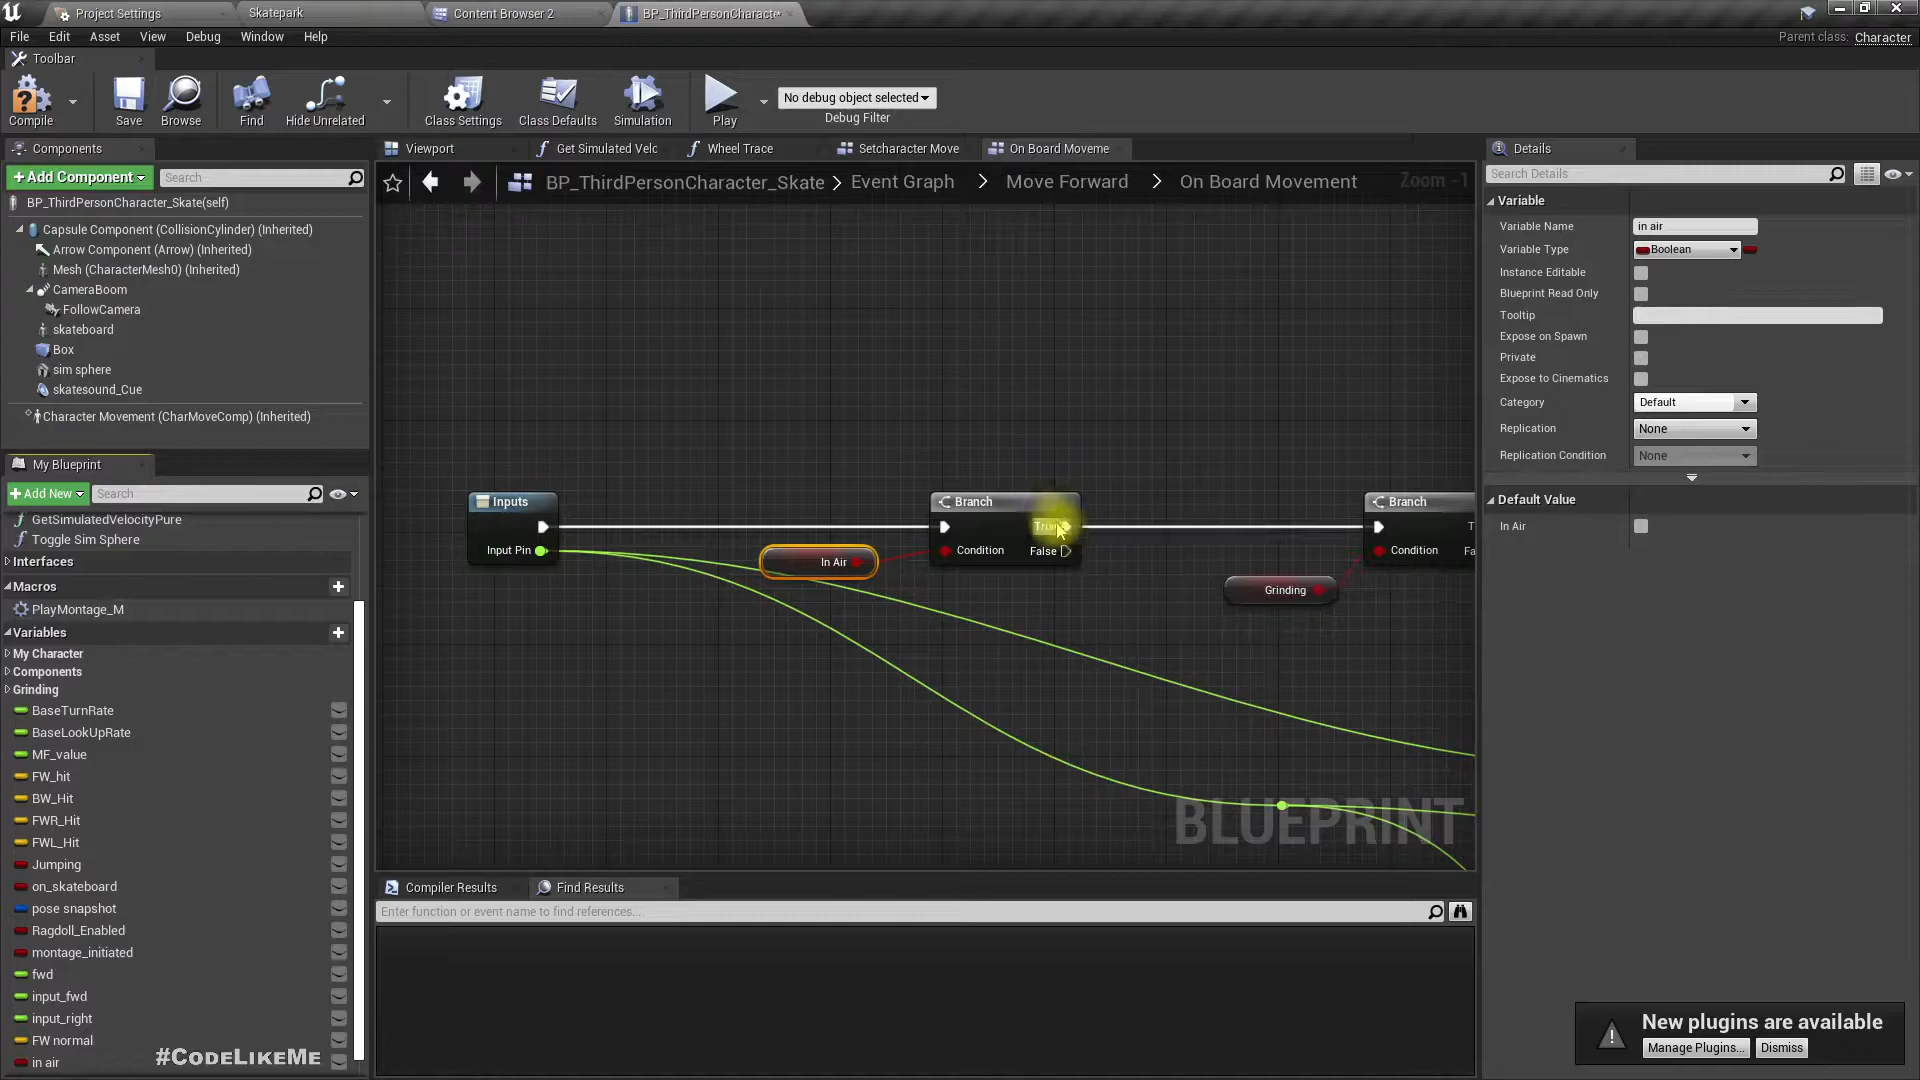 Project Settings
Skatepark
Content Browser 2
BP_ThirdPersonCharacte
File Edit Asset View Debug Window Help
Parent class: Character
Toolbar
Compile
Save
Browse
Find
Hide Unrelated
Class Settings
Class Defaults
Simulation
Play
No debug object selected
Debug Filter
Components
+Add Component
Search
BP_ThirdPersonCharacter_Skate(self)
Capsule Component (CollisionCylinder) (Inherited)
Arrow Component (Arrow) (Inherited)
Mesh (CharacterMesh0) (Inherited)
CameraBoom
FollowCamera
skateboard
Box
sim sphere
skatesound_Cue
Character Movement (CharMoveComp) (Inherited)
My Blueprint
+Add New
Search
GetSimulatedVelocityPure
Toggle Sim Sphere
Interfaces
Macros
PlayMontage_M
Variables
My Character
Components
Grinding
BaseTurnRate
BaseLookUpRate
MF_value
FW_hit
BW_Hit
FWR_Hit
FWL_Hit
Jumping
on_skateboard
pose snapshot
Ragdoll_Enabled
montage_initiated
fwd
input_fwd
input_right
FW normal
in air
#CODELIKEME
Viewport
Get Simulated Veloc
Wheel Trace
Setcharacter Move
On Board Moveme
BP_ThirdPersonCharacter_Skate > Event Graph > Move Forward > On Board Movement
Zoom -1
Inputs
Input Pin
In Air
Branch
Condition
True
False
Grinding
Branch
Condition
T
Fa
BLUEPRINT
Compiler Results
Find Results
Enter function or event name to find references...
Details
Search Details
Variable
Variable Name in air
Variable Type Boolean
Instance Editable
Blueprint Read Only
Tooltip
Expose on Spawn
Private
Expose to Cinematics
Category Default
Replication None
Replication Condition None
Default Value
In Air
New plugins are available
Manage Plugins... Dismiss